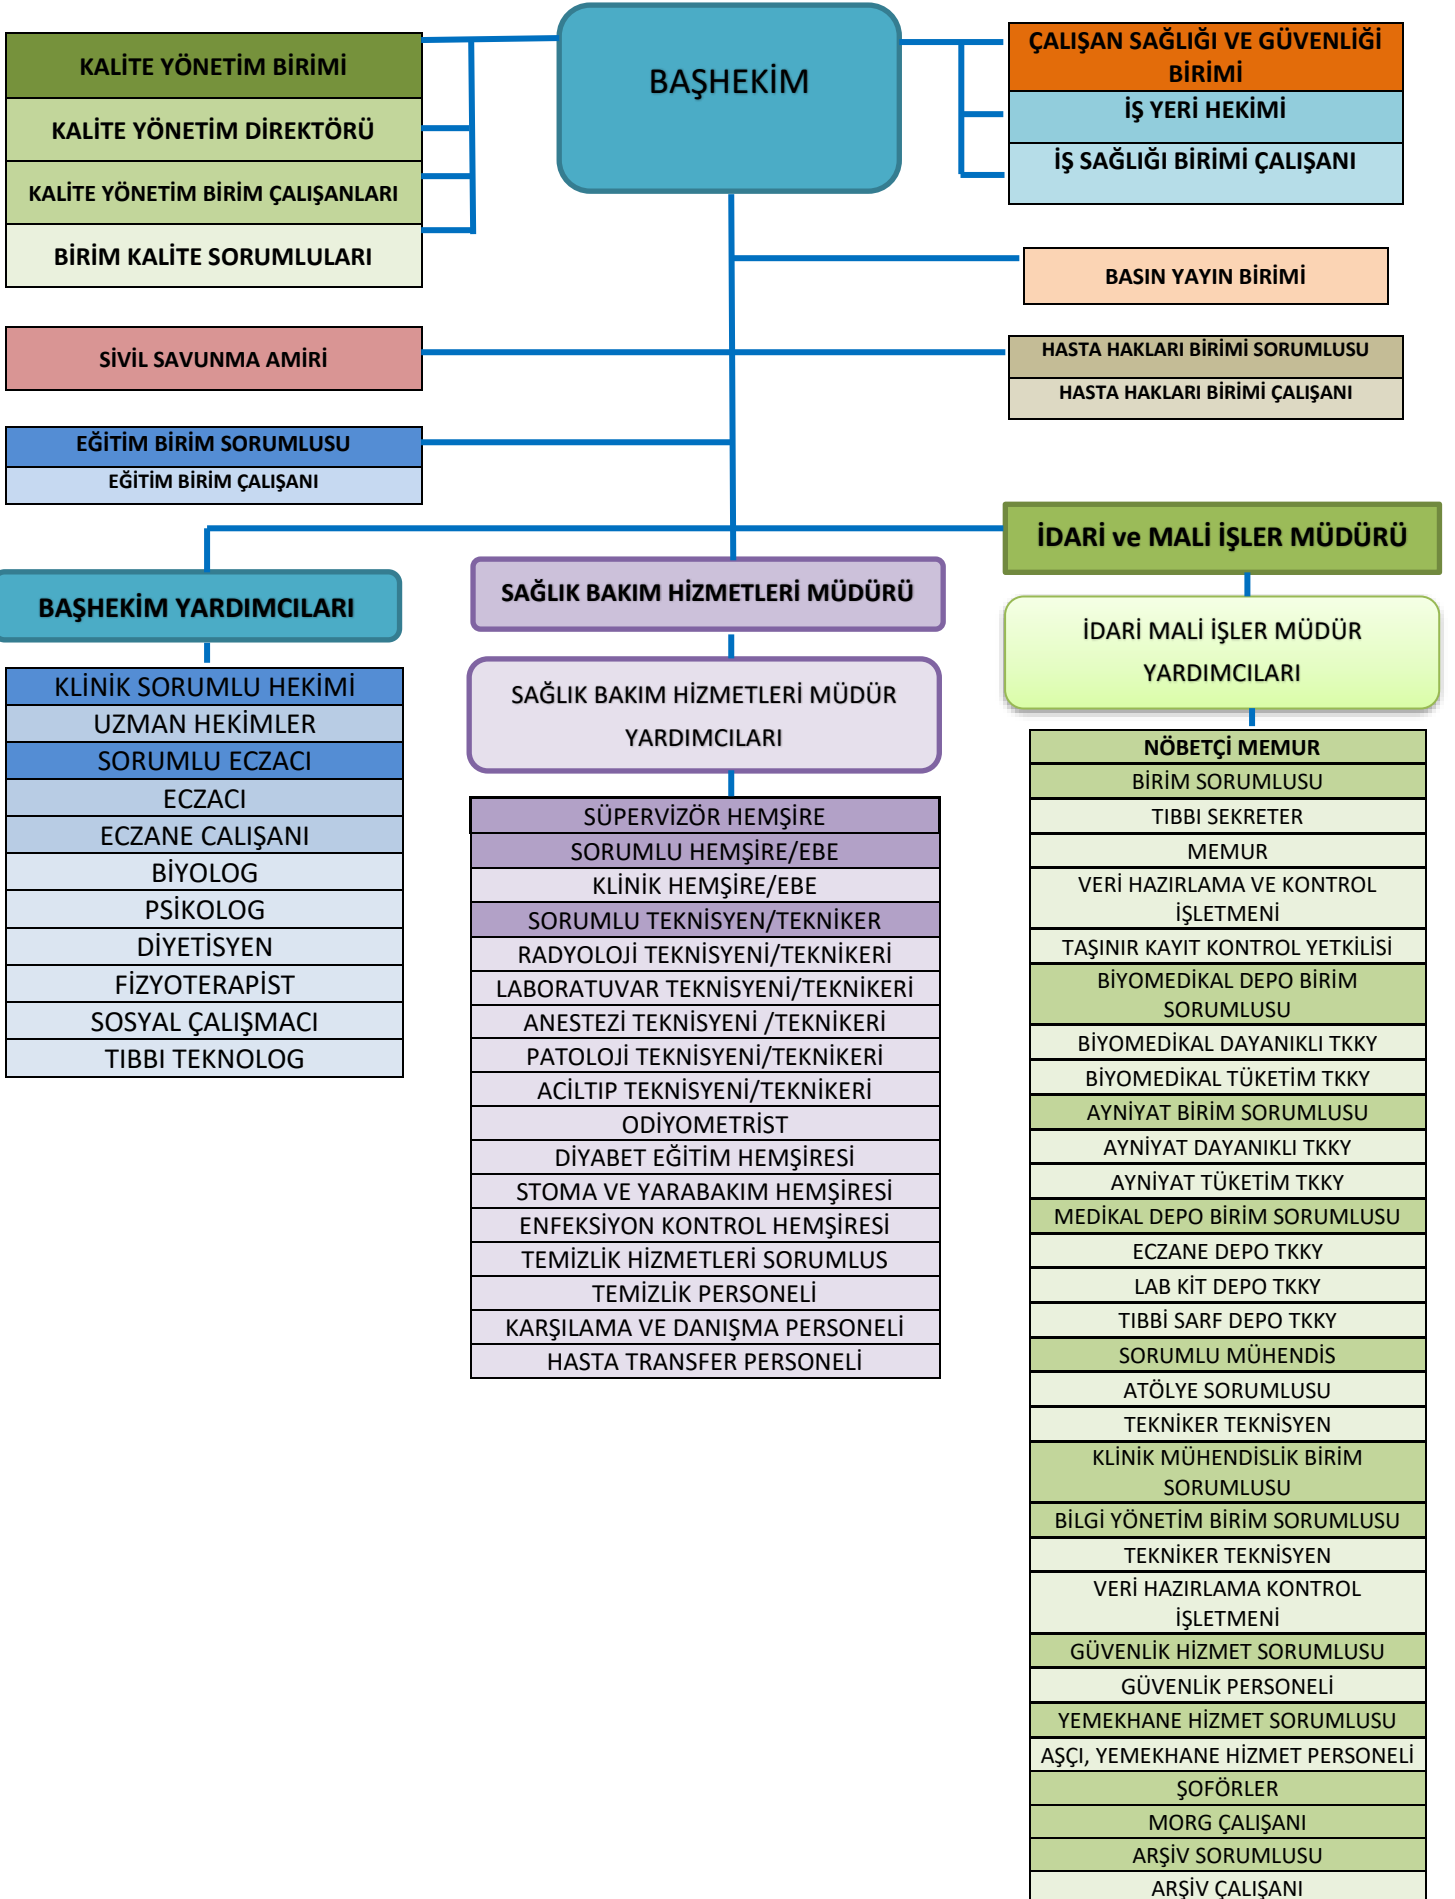 BAŞHEKİM
KALİTE YÖNETİM BİRİMİ
KALİTE YÖNETİM DİREKTÖRÜ
KALİTE YÖNETİM BİRİM ÇALIŞANLARI
BİRİM KALİTE SORUMLULARI
ÇALIŞAN SAĞLIĞI VE GÜVENLİĞİ
BİRİMİ
İŞ YERİ HEKİMİ
İŞ SAĞLIĞI BİRİMİ ÇALIŞANI
BASIN YAYIN BİRİMİ
SİVİL SAVUNMA AMİRİ
HASTA HAKLARI BİRİMİ SORUMLUSU
HASTA HAKLARI BİRİMİ ÇALIŞANI
EĞİTİM BİRİM SORUMLUSU
EĞİTİM BİRİM ÇALIŞANI
BAŞHEKİM YARDIMCILARI
KLİNİK SORUMLU HEKİMİ
UZMAN HEKİMLER
SORUMLU ECZACI
ECZACI
ECZANE CALIŞANI
BİYOLOG
PSİKOLOG
DİYETİSYEN
FİZYOTERAPİST
SOSYAL ÇALIŞMACI
TIBBI TEKNOLOG
SAĞLIK BAKIM HİZMETLERİ MÜDÜRÜ
SAĞLIK BAKIM HİZMETLERİ MÜDÜR
YARDIMCILARI
SÜPERVİZÖR HEMŞİRE
SORUMLU HEMŞİRE/EBE
KLİNİK HEMŞİRE/EBE
SORUMLU TEKNİSYEN/TEKNİKER
RADYOLOJİ TEKNİSYENİ/TEKNİKERİ
LABORATUVAR TEKNİSYENİ/TEKNİKERİ
ANESTEZİ TEKNİSYENİ /TEKNİKERİ
PATOLOJİ TEKNİSYENİ/TEKNİKERİ
ACİLTIP TEKNİSYENİ/TEKNİKERİ
ODİYOMETRİST
DİYABET EĞİTİM HEMŞİRESİ
STOMA VE YARABAKIM HEMŞİRESİ
ENFEKSİYON KONTROL HEMŞİRESİ
TEMİZLİK HİZMETLERİ SORUMLUS
TEMİZLİK PERSONELİ
KARŞILAMA VE DANIŞMA PERSONELİ
HASTA TRANSFER PERSONELİ
İDARİ ve MALİ İŞLER MÜDÜRÜ
İDARİ MALİ İŞLER MÜDÜR
YARDIMCILARI
NÖBETÇİ MEMUR
BİRİM SORUMLUSU
TIBBI SEKRETER
MEMUR
VERİ HAZIRLAMA VE KONTROL
İŞLETMENİ
TAŞINIR KAYIT KONTROL YETKİLİSİ
BİYOMEDİKAL DEPO BİRİM
SORUMLUSU
BİYOMEDİKAL DAYANIKLI TKKY
BİYOMEDİKAL TÜKETİM TKKY
AYNİYAT BİRİM SORUMLUSU
AYNİYAT DAYANIKLI TKKY
AYNİYAT TÜKETİM TKKY
MEDİKAL DEPO BİRİM SORUMLUSU
ECZANE DEPO TKKY
LAB KİT DEPO TKKY
TIBBİ SARF DEPO TKKY
SORUMLU MÜHENDİS
ATÖLYE SORUMLUSU
TEKNİKER TEKNİSYEN
KLİNİK MÜHENDİSLİK BİRİM
SORUMLUSU
BİLGİ YÖNETİM BİRİM SORUMLUSU
TEKNİKER TEKNİSYEN
VERİ HAZIRLAMA KONTROL
İŞLETMENİ
GÜVENLİK HİZMET SORUMLUSU
GÜVENLİK PERSONELİ
YEMEKHANE HİZMET SORUMLUSU
AŞÇI, YEMEKHANE HİZMET PERSONELİ
ŞOFÖRLER
MORG ÇALIŞANI
ARŞİV SORUMLUSU
ARŞİV ÇALIŞANI